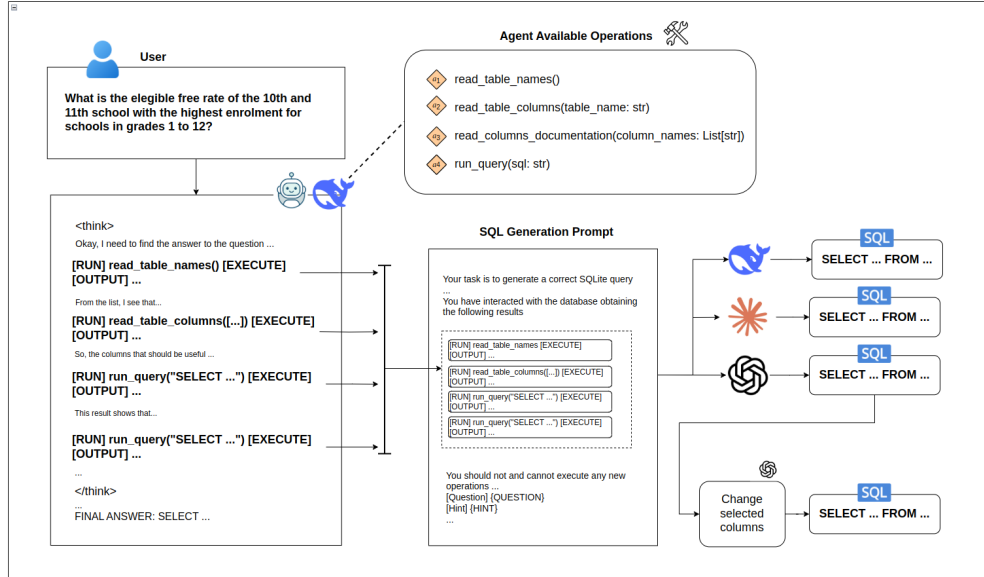 User
What is the elegible free rate of the 10th and
11th school with the highest enrolment for
schools in grades 1 to 12?
Agent Available Operations
a1 read_table_names()
a2 read_table_columns(table_name: str)
a3 read_columns_documentation(column_names: List[str])
a4 run_query(sql: str)
<think>
Okay, I need to find the answer to the question ...
[RUN] read_table_names() [EXECUTE]
[OUTPUT] ...
From the list, I see that...
[RUN] read_table_columns([...]) [EXECUTE]
[OUTPUT] ...
So, the columns that should be useful ...
[RUN] run_query("SELECT ...") [EXECUTE]
[OUTPUT] ...
This result shows that...
[RUN] run_query("SELECT ...") [EXECUTE]
[OUTPUT] ...
...
</think>
...
FINAL ANSWER: SELECT ...
SQL Generation Prompt
Your task is to generate a correct SQLite query
...
You have interacted with the database obtaining
the following results
[RUN] read_table_names [EXECUTE]
[OUTPUT] ...
[RUN] read_table_columns([...]) [EXECUTE]
[OUTPUT] ...
[RUN] run_query("SELECT ...") [EXECUTE]
[OUTPUT] ...
[RUN] run_query("SELECT ...") [EXECUTE]
[OUTPUT] ...
You should not and cannot execute any new
operations ...
[Question] {QUESTION}
[Hint] {HINT}
...
SQL
SELECT ... FROM ...
SQL
SELECT ... FROM ...
SQL
SELECT ... FROM ...
Change
selected
columns
SQL
SELECT ... FROM ...